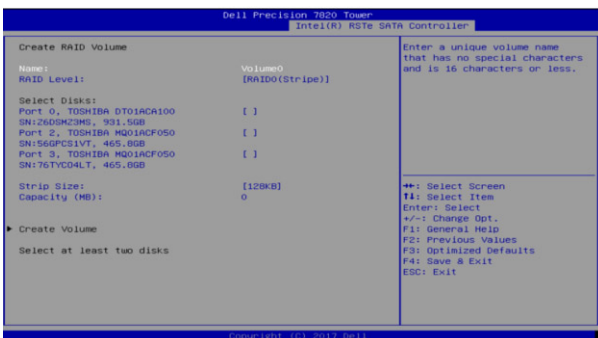 Dell Precision 7820 Tower
Intel(R) RSTe SATA Controller
Create RAID Volume
Name: Volume0
RAID Level: [RAID0(Stripe)]
Select Disks:
Port 0, TOSHIBA DT01ACA100 [ ]
SN:26DSMZ3MS, 931.5GB
Port 2, TOSHIBA MQ01ACF050 [ ]
SN:56GPCS1VT, 465.8GB
Port 3, TOSHIBA MQ01ACF050 [ ]
SN:76TYC04LT, 465.8GB
Strip Size: [128KB]
Capacity (MB): 0
► Create Volume
Select at least two disks
Enter a unique volume name
that has no special characters
and is 16 characters or less.
→←: Select Screen
↑↓: Select Item
Enter: Select
+/-: Change Opt.
F1: General Help
F2: Previous Values
F3: Optimized Defaults
F4: Save & Exit
ESC: Exit
Copyright (C) 2017 Dell